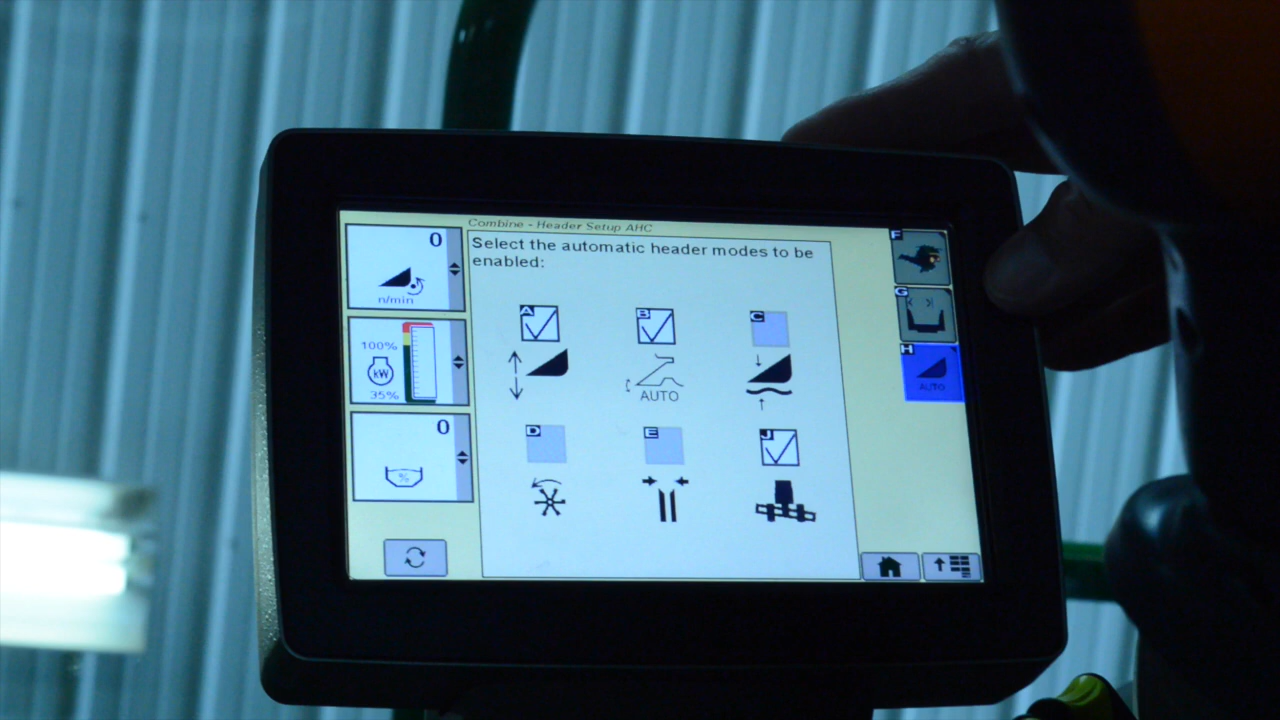 Combine - Header Setup AHC
0
n/min
100%
kW
35%
0
%
Select the automatic header modes to be
enabled:
A
B
C
AUTO
D
E
J
F
G
H
AUTO